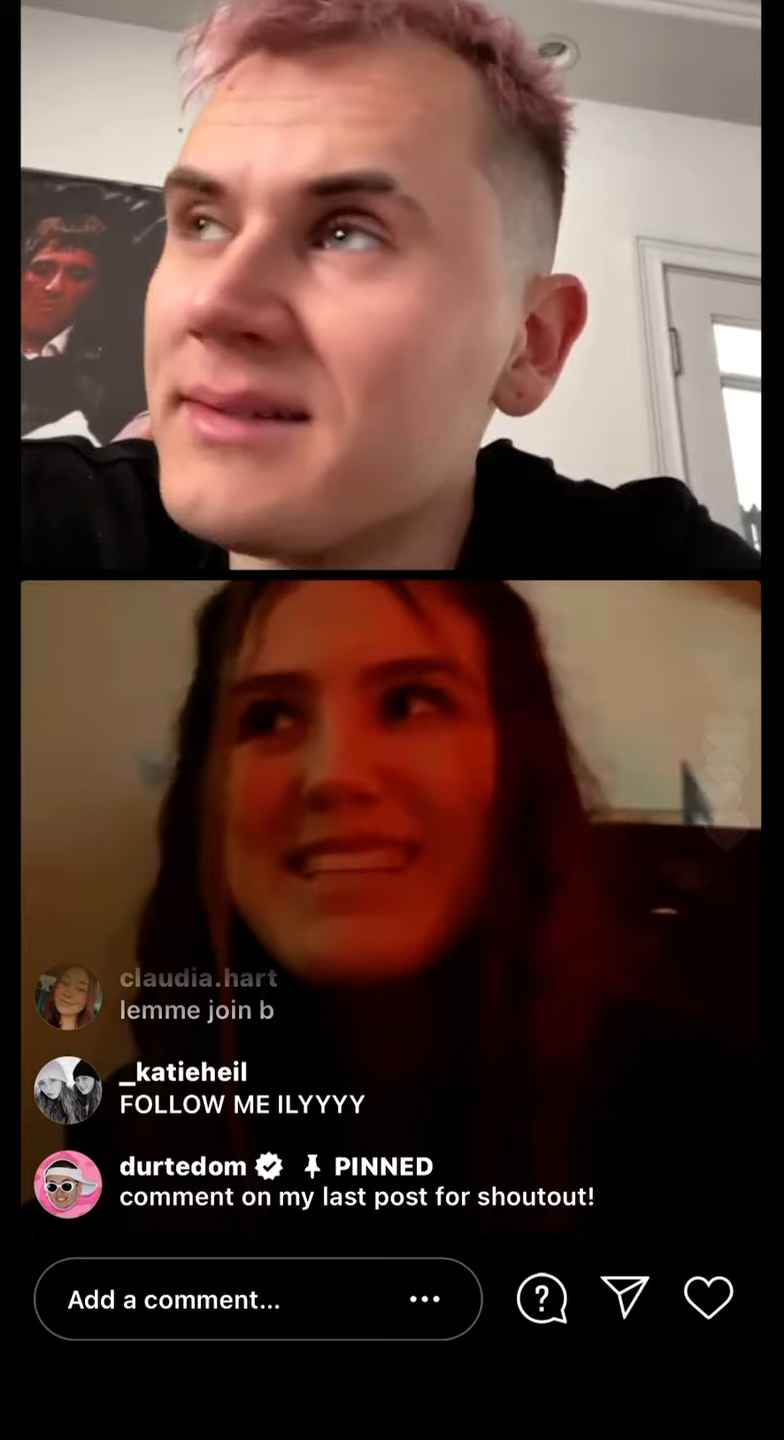 claudia.hart
lemme join b
_katieheil
FOLLOW ME ILYYYY
durtedom PINNED
comment on my last post for shoutout!
Add a comment...